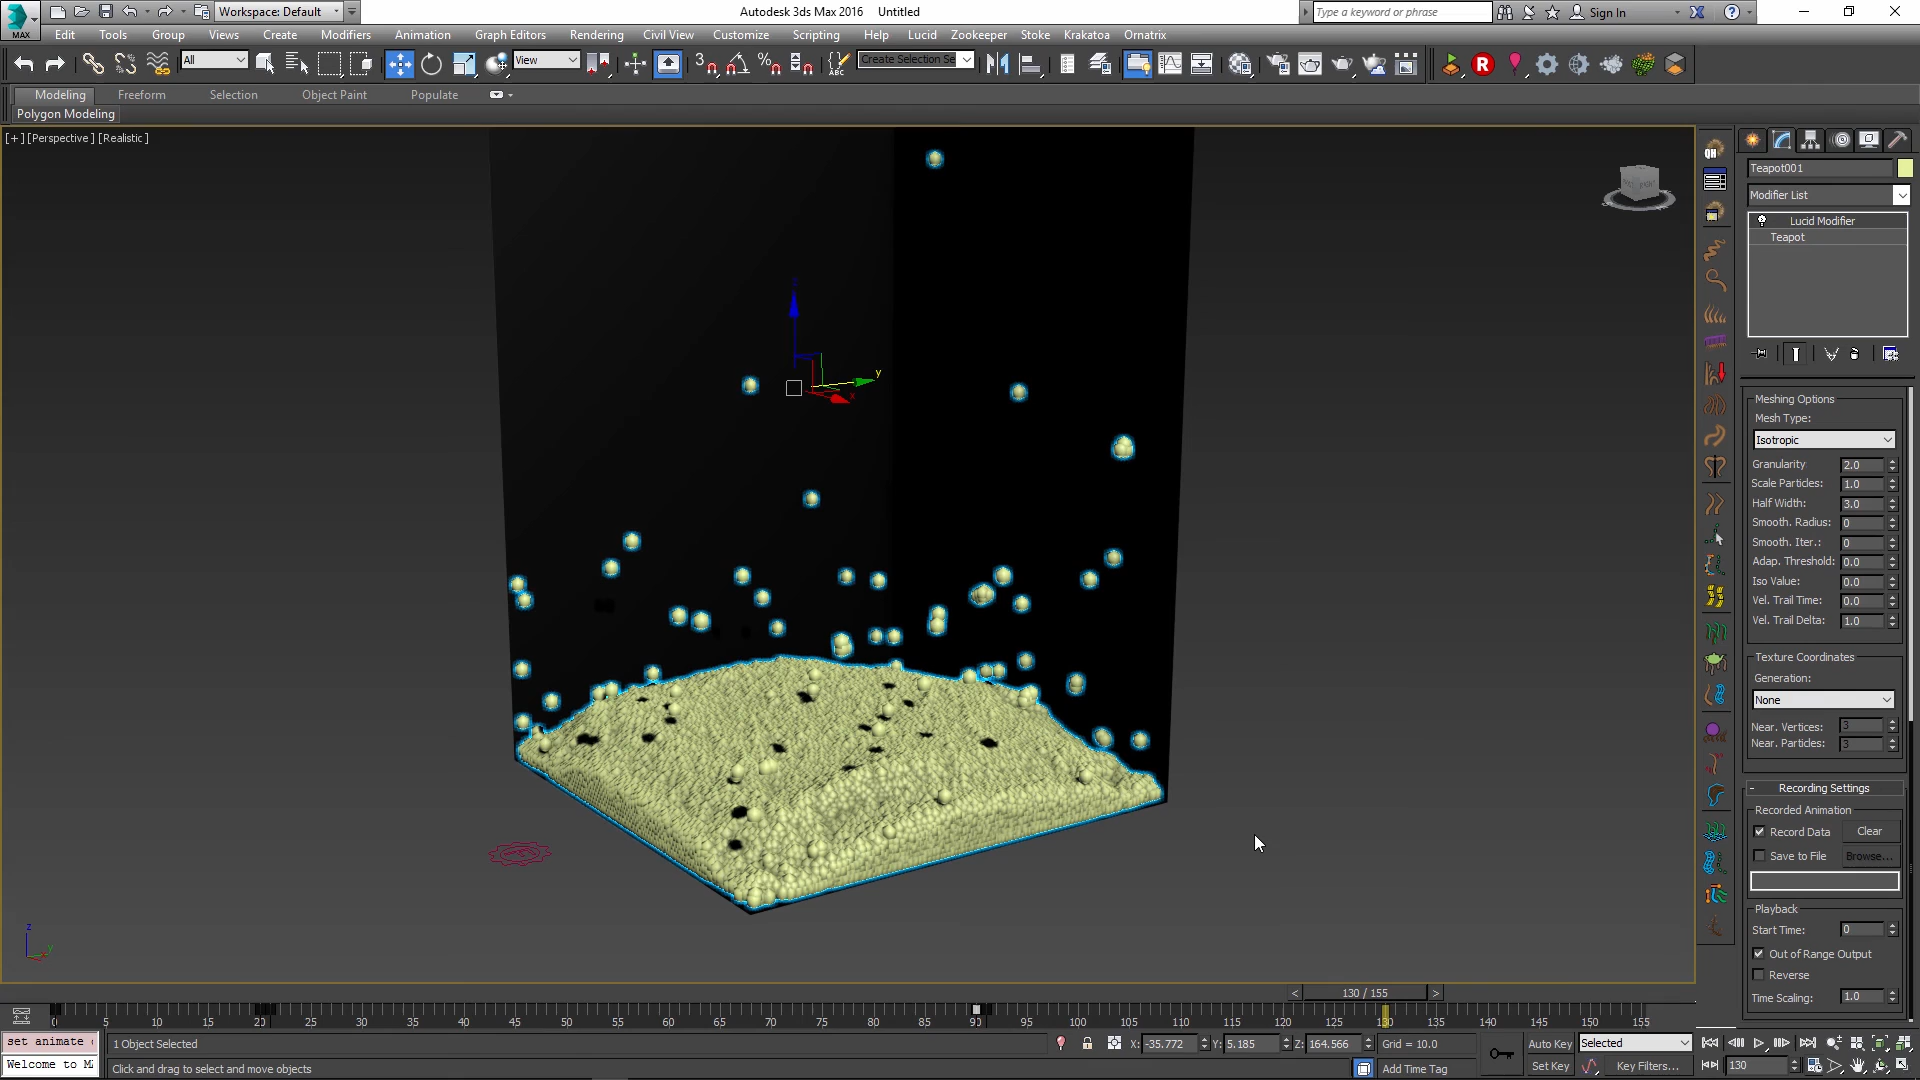 Workspace: Default
Autodesk 3ds Max 2016 Untitled
Type a keyword or phrase
Sign In
MAX
Edit Tools Group Views Create Modifiers Animation Graph Editors Rendering Civil View Customize Scripting Help Lucid Zookeeper Stoke Krakatoa Ornatrix
All
View
3
ABC
Create Selection Se
R
Modeling Freeform Selection Object Paint Populate
Polygon Modeling
[+] [Perspective] [Realistic]
QH
Teapot001
Modifier List
Lucid Modifier
Teapot
z
y
x
Meshing Options
Mesh Type:
Isotropic
Granularity 2.0
Scale Particles: 1.0
Half Width: 3.0
Smooth. Radius: 0
Smooth. Iter.: 0
Adap. Threshold: 0.0
Iso Value: 0.0
Vel. Trail Time: 0.0
Vel. Trail Delta: 1.0
Texture Coordinates
Generation:
None
Near. Vertices: 3
Near. Particles: 3
- Recording Settings
Recorded Animation
Record Data Clear
Save to File Browse...
Playback
Start Time: 0
Out of Range Output
Reverse
Time Scaling: 1.0
z
y
< 130 / 155 >
0 5 10 15 20 25 30 35 40 45 50 55 60 65 70 75 80 85 90 95 100 105 110 115 120 125 130 135 140 145 150 155
set animate
Welcome to M
1 Object Selected
Click and drag to select and move objects
X: -35.772 Y: 5.185 Z: 164.566
Grid = 10.0
Add Time Tag
Auto Key Selected
Set Key Key Filters...
130